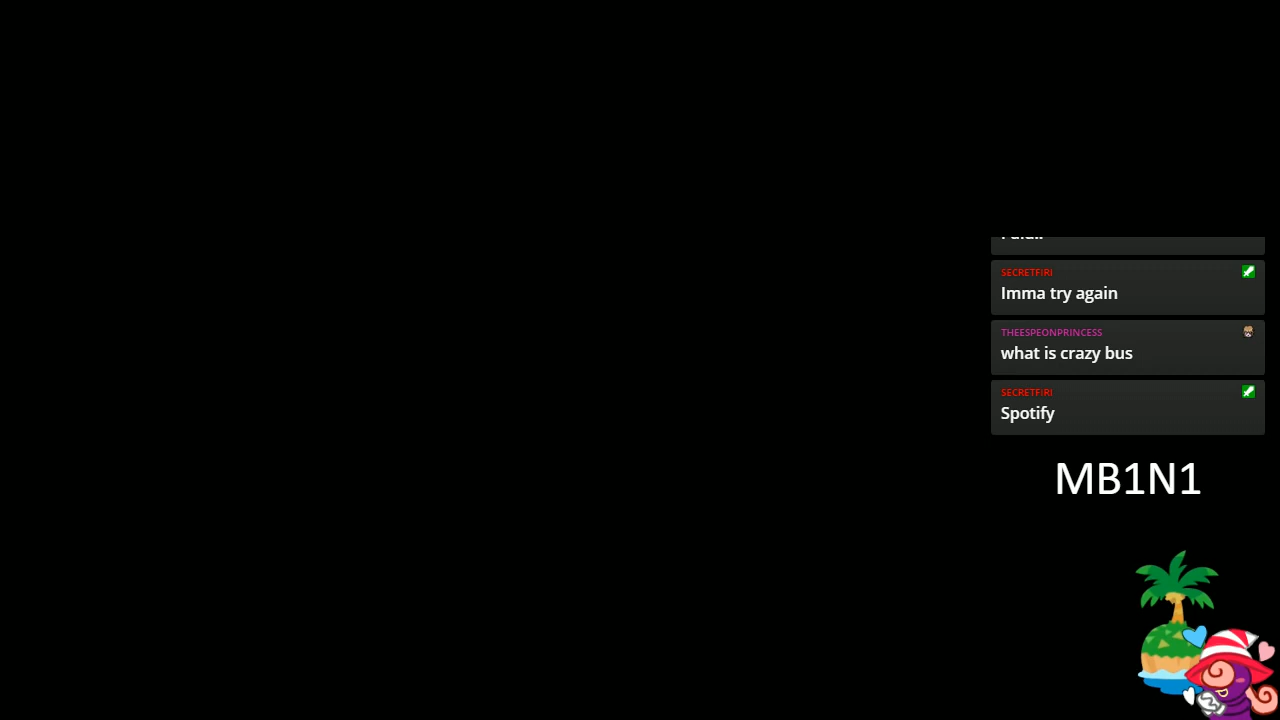 SECRETFIRI
Imma try again
THEESPEONPRINCESS
what is crazy bus
SECRETFIRI
Spotify
MB1N1